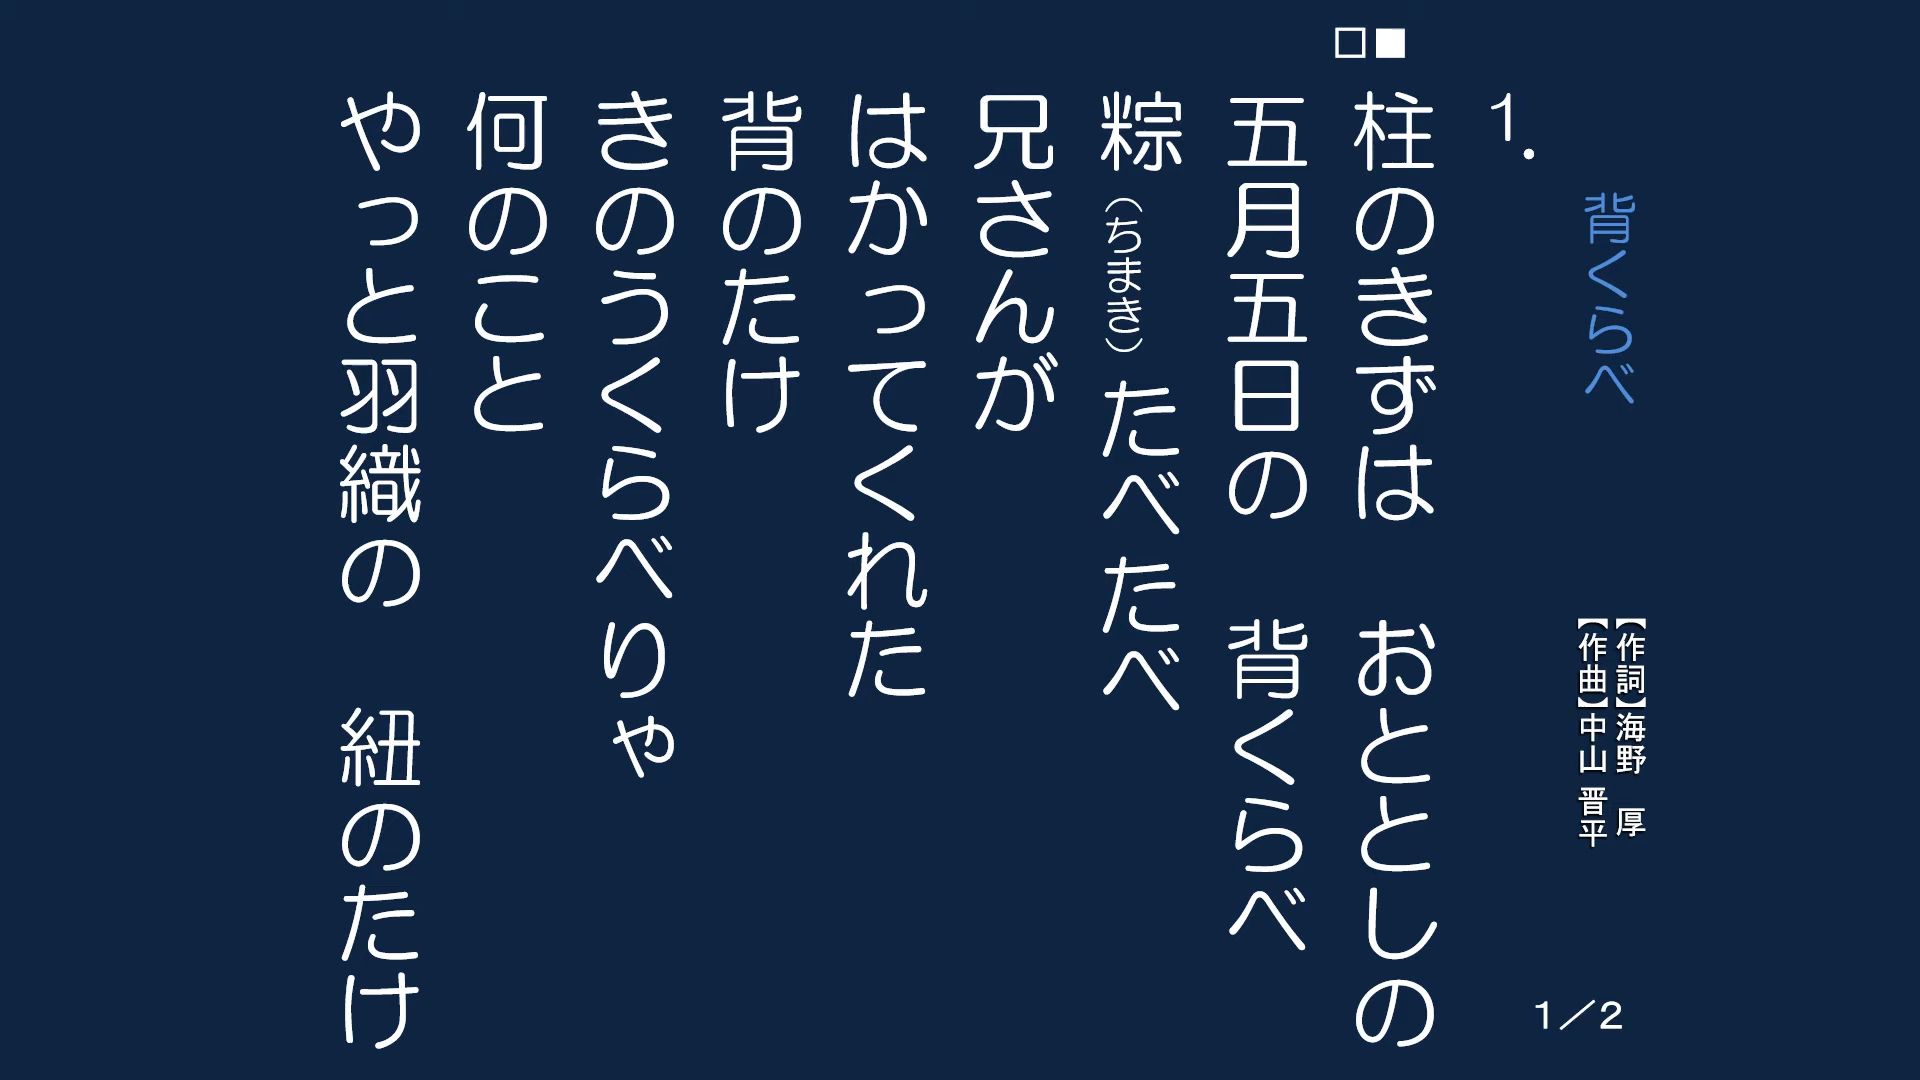 背くらべ
【作詞】海野　厚
【作曲】中山 晋平
□■
1.
柱のきずは　おととしの
五月五日の　背くらべ
粽（ちまき）たべたべ
兄さんが
はかってくれた
背のたけ
きのうくらべりゃ
何のこと
やっと羽織の　紐のたけ
1／2